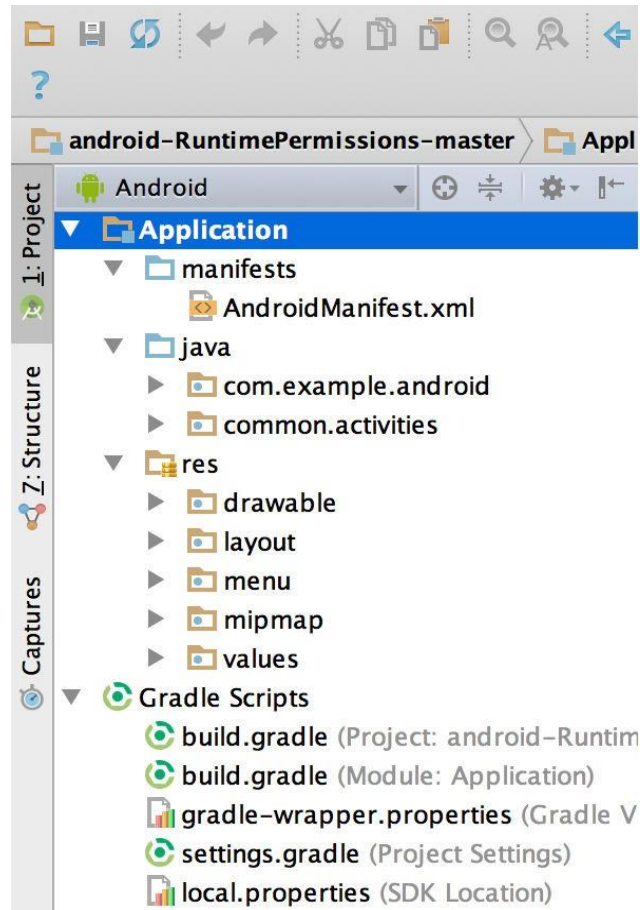 ?
android-RuntimePermissions-master Appl
Android
1: Project
Application
manifests
AndroidManifest.xml
java
com.example.android
common.activities
res
drawable
layout
menu
mipmap
values
7: Structure
Captures
Gradle Scripts
build.gradle (Project: android-Runtim
build.gradle (Module: Application)
gradle-wrapper.properties (Gradle V
settings.gradle (Project Settings)
local.properties (SDK Location)